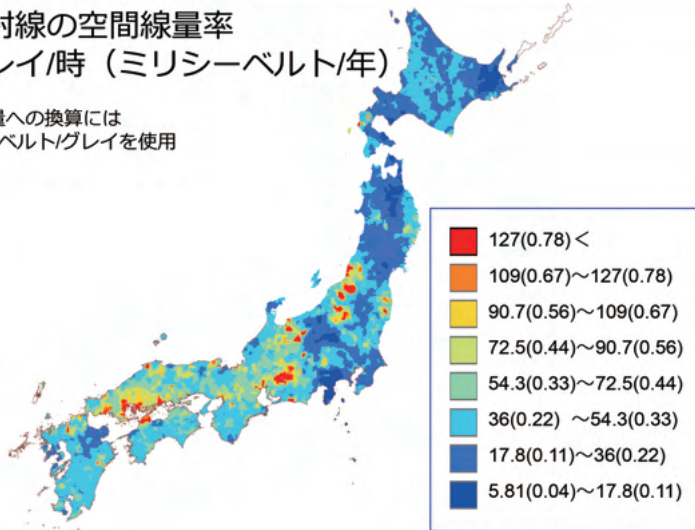 射線の空間線量率
レイ/時（ミリシーベルト/年）
量への換算には
ベルト/グレイを使用
127(0.78)＜
109(0.67)～127(0.78)
90.7(0.56)～109(0.67)
72.5(0.44)～90.7(0.56)
54.3(0.33)～72.5(0.44)
36(0.22) ～54.3(0.33)
17.8(0.11)～36(0.22)
5.81(0.04)～17.8(0.11)